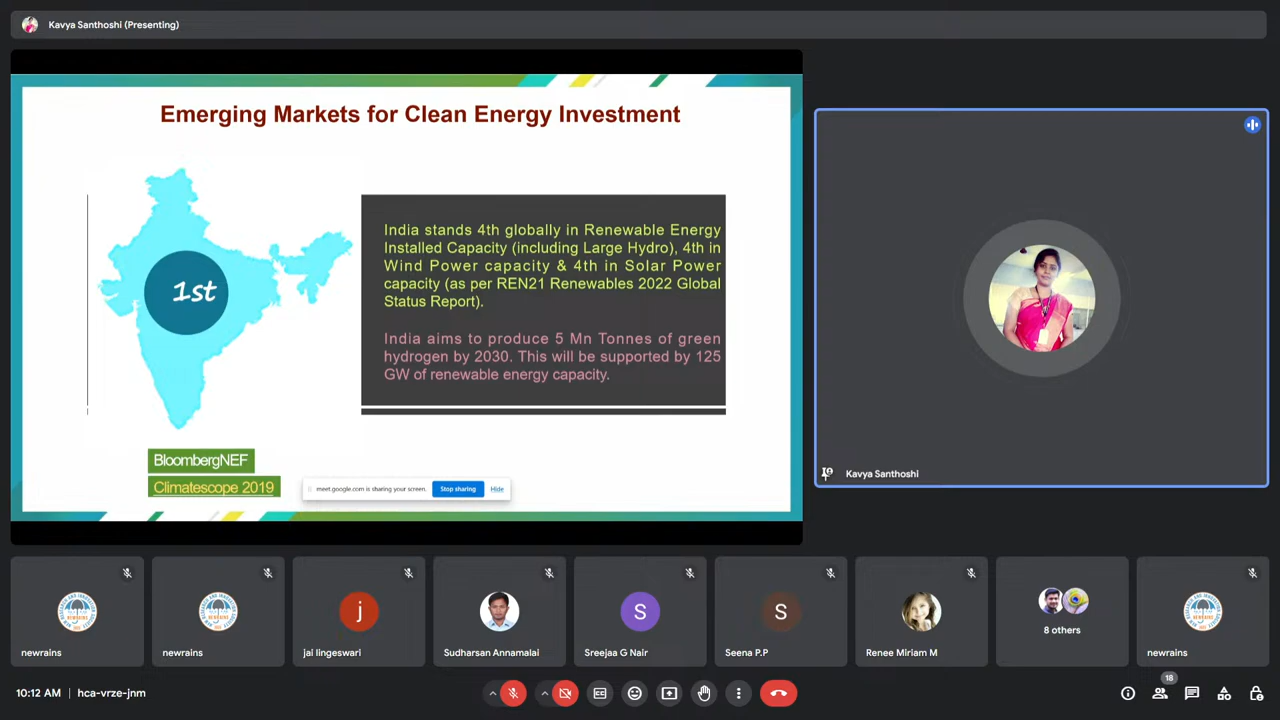 Kavya Santhoshi (Presenting)
Emerging Markets for Clean Energy Investment
1st
India stands 4th globally in Renewable Energy
Installed Capacity (including Large Hydro), 4th in
Wind Power capacity & 4th in Solar Power
capacity (as per REN21 Renewables 2022 Global
Status Report).
India aims to produce 5 Mn Tonnes of green
hydrogen by 2030. This will be supported by 125
GW of renewable energy capacity.
BloombergNEF
Climatescope 2019
meet.google.com is sharing your screen.
Stop sharing
Hide
Kavya Santhoshi
newrains
newrains
j
jai lingeswari
Sudharsan Annamalai
S
Sreejaa G Nair
S
Seena P.P
Renee Miriam M
8 others
newrains
10:12 AM
hca-vrze-jnm
18